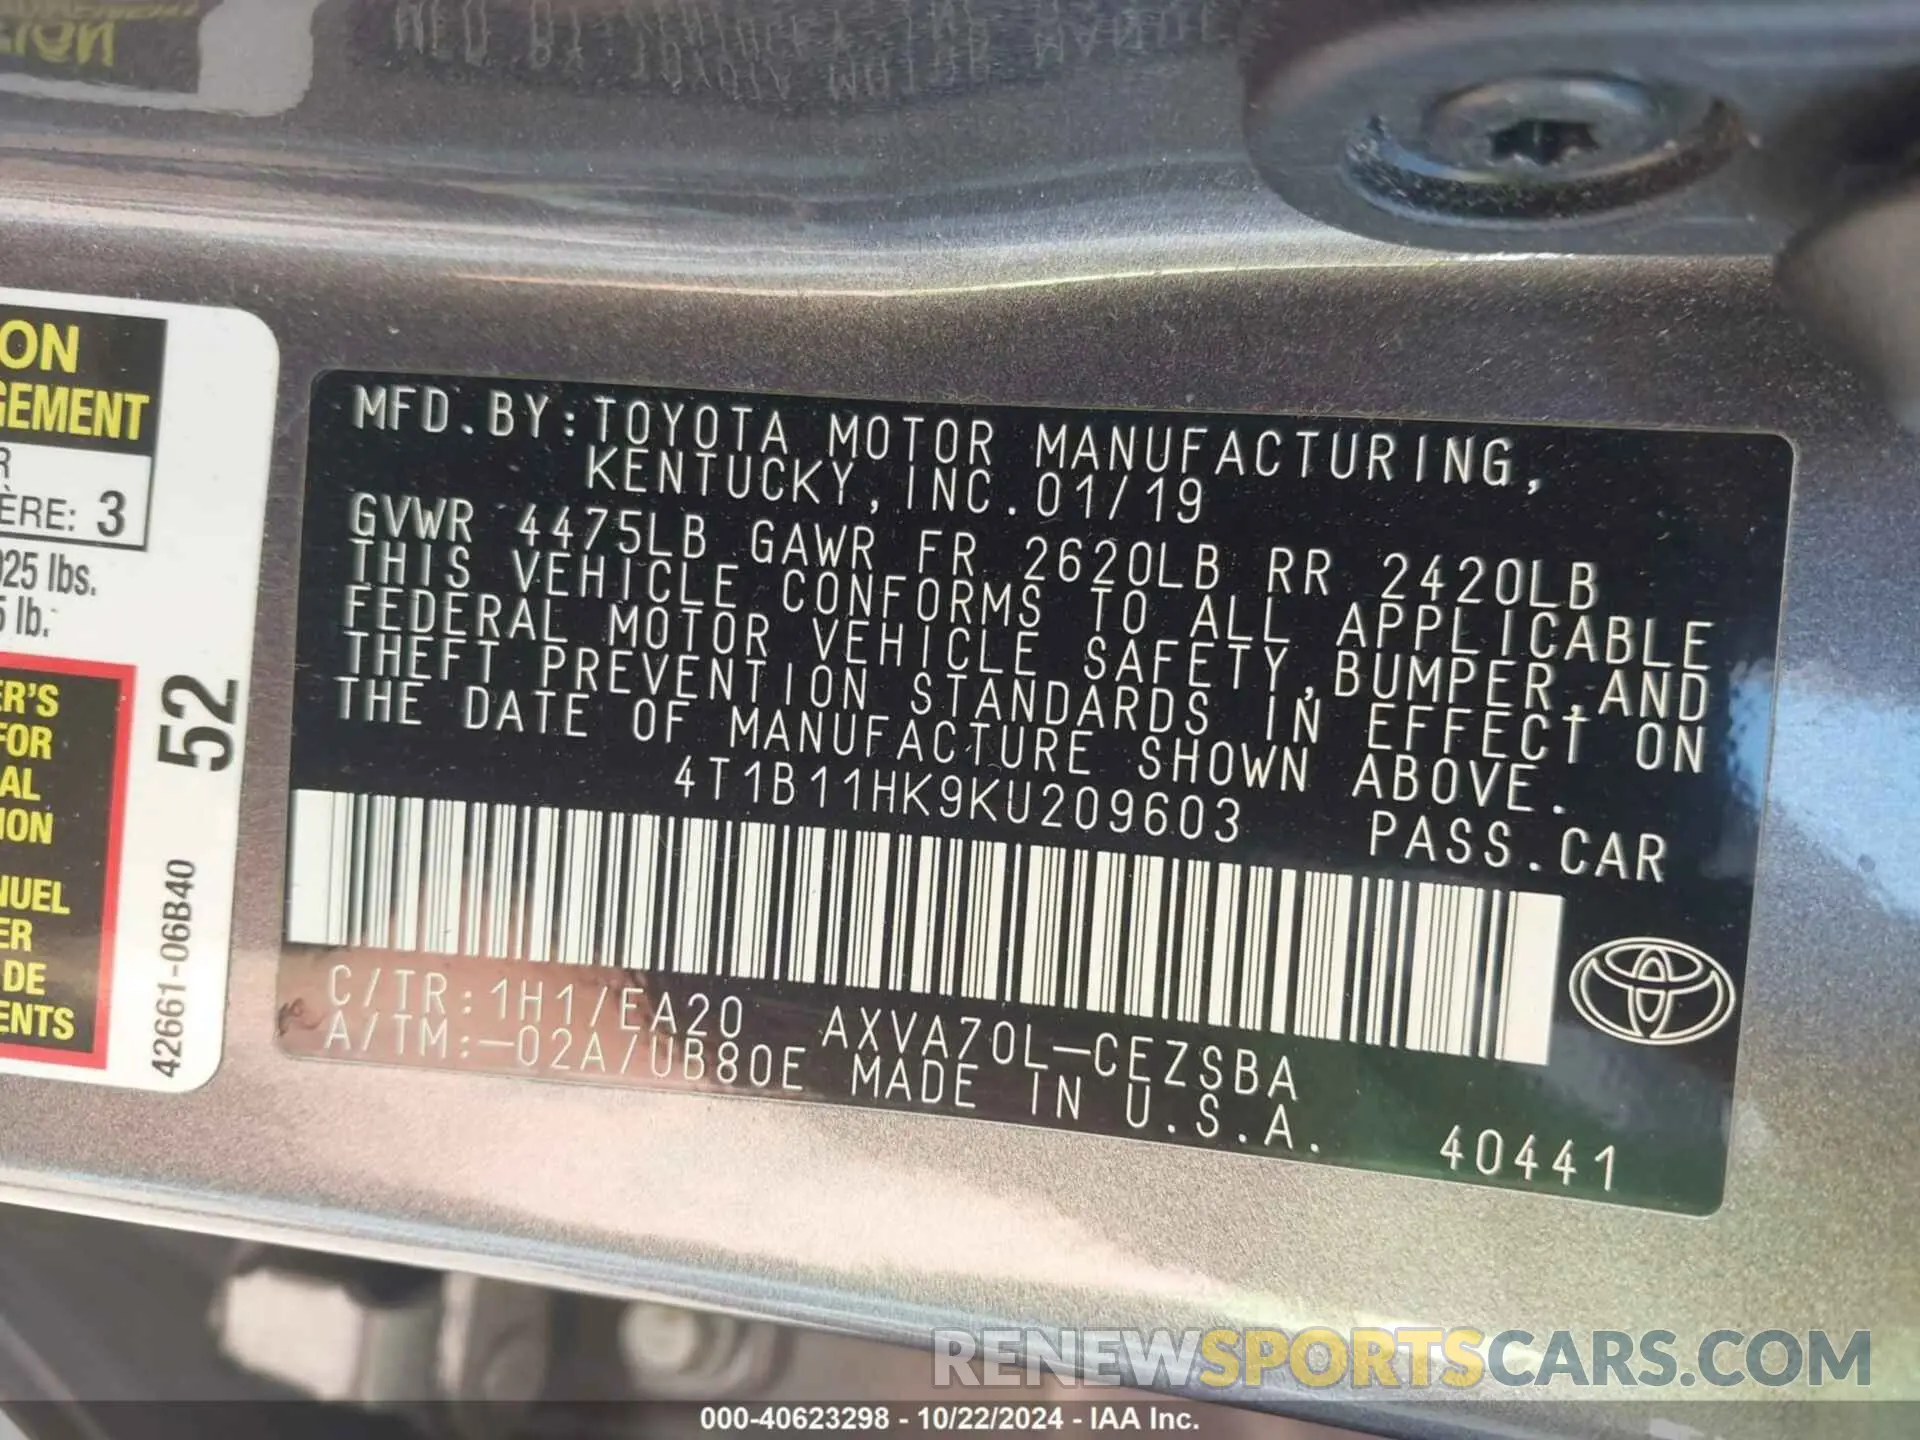 ON
GEMENT
R
ÈRE: 3
025 lbs.
5 lb.
ER'S
FOR
AL
ION
NUEL
ER
DE
ENTS
52
42661-06B40
MFD.BY:TOYOTA MOTOR MANUFACTURING,
KENTUCKY,INC.01/19
GVWR 4475LB GAWR FR 2620LB RR 2420LB
THIS VEHICLE CONFORMS TO ALL APPLICABLE
FEDERAL MOTOR VEHICLE SAFETY,BUMPER,AND
THEFT PREVENTION STANDARDS IN EFFECT ON
THE DATE OF MANUFACTURE SHOWN ABOVE.
4T1B11HK9KU209603 PASS.CAR
C/TR:1H1/EA20 AXVA70L-CEZSBA
A/TM:-02A/UB80E MADE IN U.S.A.
40441
RENEWSPORTSCARS.COM
000-40623298 - 10/22/2024 - IAA Inc.